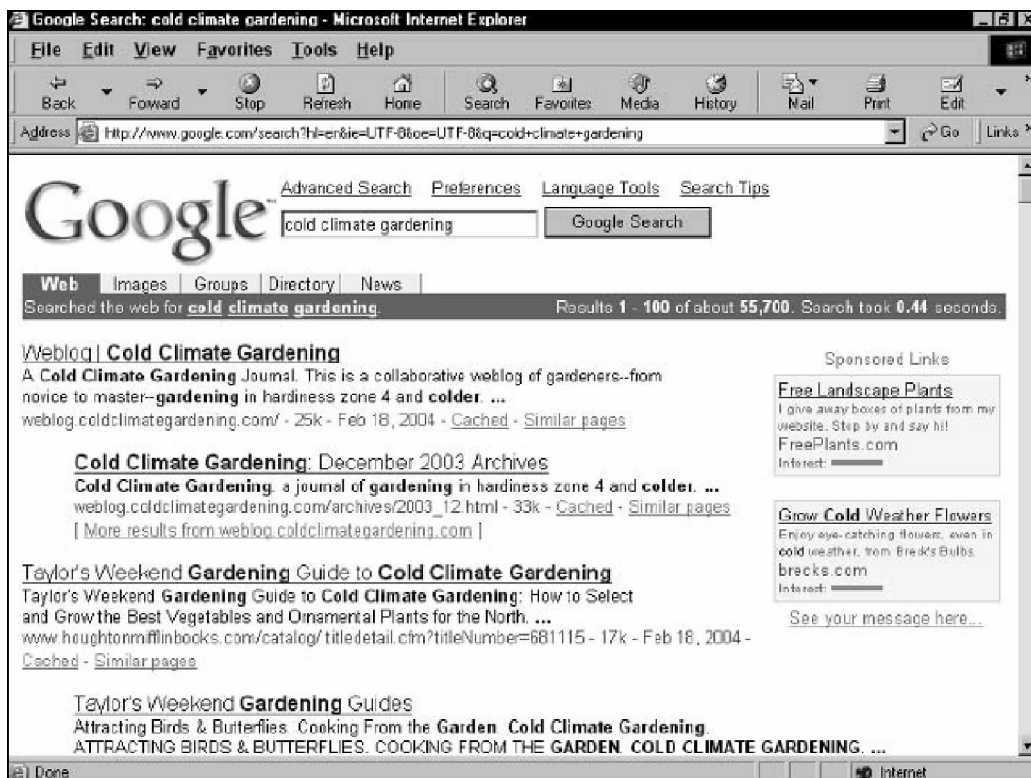 Google Search: cold climate gardening - Microsoft Internet Explorer
File Edit View Favorites Tools Help
Back Foward Stop Refresh Home Search Favorites Media History Mail Print Edit
Address http://www.google.com/search?hl=en&ie=UTF-8&oe=UTF-8&q=cold+climate+gardening Go Links
Advanced Search Preferences Language Tools Search Tips
Google™ cold climate gardening Google Search
Web Images Groups Directory News
Searched the web for cold climate gardening. Results 1 - 100 of about 55,700. Search took 0.44 seconds.
Weblog | Cold Climate Gardening
A Cold Climate Gardening Journal. This is a collaborative weblog of gardeners--from
novice to master--gardening in hardiness zone 4 and colder. ...
weblog.coldclimategardening.com/ - 25k - Feb 18, 2004 - Cached - Similar pages
Cold Climate Gardening: December 2003 Archives
Cold Climate Gardening. a journal of gardening in hardiness zone 4 and colder. ...
weblog.coldclimategardening.com/archives/2003_12.html - 33k - Cached - Similar pages
[ More results from weblog.coldclimategardening.com ]
Taylor's Weekend Gardening Guide to Cold Climate Gardening
Taylor's Weekend Gardening Guide to Cold Climate Gardening: How to Select
and Grow the Best Vegetables and Ornamental Plants for the North. ...
www.houghtonmifflinbooks.com/catalog/titledetail.cfm?titleNumber=681115 - 17k - Feb 18, 2004 -
Cached - Similar pages
Taylor's Weekend Gardening Guides
Attracting Birds & Butterflies. Cooking From the Garden. Cold Climate Gardening.
ATTRACTING BIRDS & BUTTERFLIES. COOKING FROM THE GARDEN. COLD CLIMATE GARDENING. ...
Sponsored Links
Free Landscape Plants
I give away boxes of plants from my
website. Stop by and say hi!
FreePlants.com
Interest:
Grow Cold Weather Flowers
Enjoy eye-catching flowers, even in
cold weather, from Breck's Bulbs.
brecks.com
Interest:
See your message here...
Done Internet